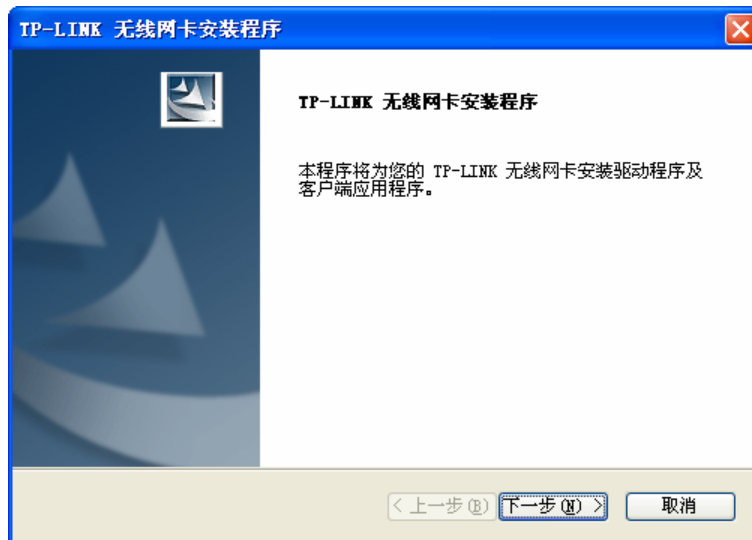 TP-LINK 无线网卡安装程序
TP-LINK 无线网卡安装程序
本程序将为您的 TP-LINK 无线网卡安装驱动程序及
客户端应用程序。
< 上一步(B) 下一步(N) > 取消